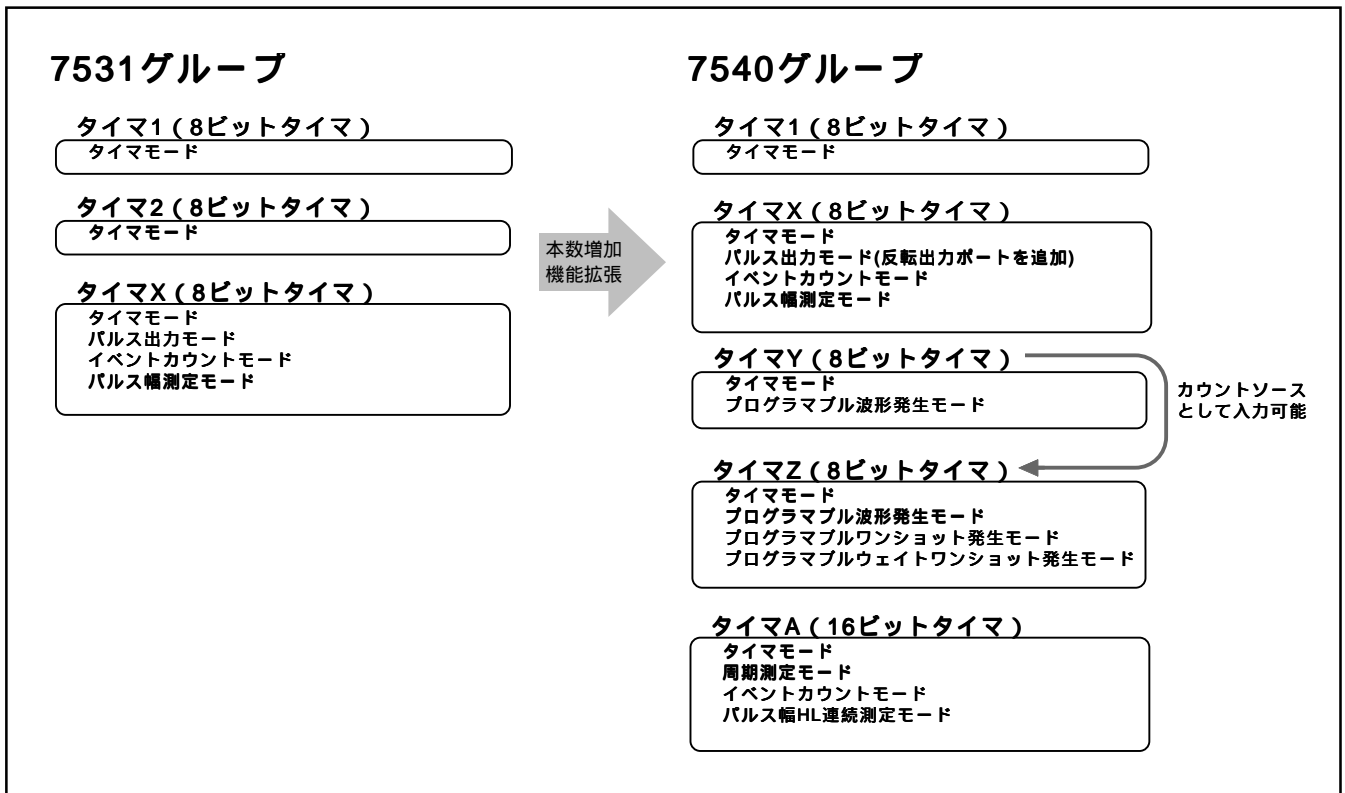 7531グループ
タイマ1（8ビットタイマ）
タイマモード
タイマ2（8ビットタイマ）
タイマモード
タイマX（8ビットタイマ）
タイマモード
パルス出力モード
イベントカウントモード
パルス幅測定モード
本数増加
機能拡張
7540グループ
タイマ1（8ビットタイマ）
タイマモード
タイマX（8ビットタイマ）
タイマモード
パルス出力モード(反転出力ポートを追加)
イベントカウントモード
パルス幅測定モード
タイマY（8ビットタイマ）
タイマモード
プログラマブル波形発生モード
カウントソース
として入力可能
タイマZ（8ビットタイマ）
タイマモード
プログラマブル波形発生モード
プログラマブルワンショット発生モード
プログラマブルウェイトワンショット発生モード
タイマA（16ビットタイマ）
タイマモード
周期測定モード
イベントカウントモード
パルス幅HL連続測定モード